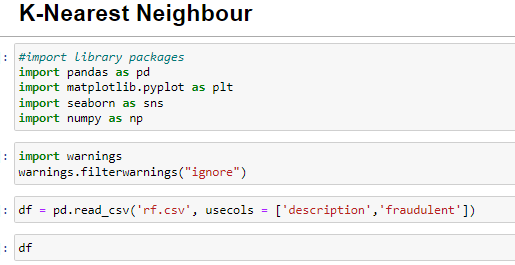 K-Nearest Neighbour
: #import library packages
import pandas as pd
import matplotlib.pyplot as plt
import seaborn as sns
import numpy as np
: import warnings
warnings.filterwarnings("ignore")
: df = pd.read_csv('rf.csv', usecols = ['description','fraudulent'])
: df